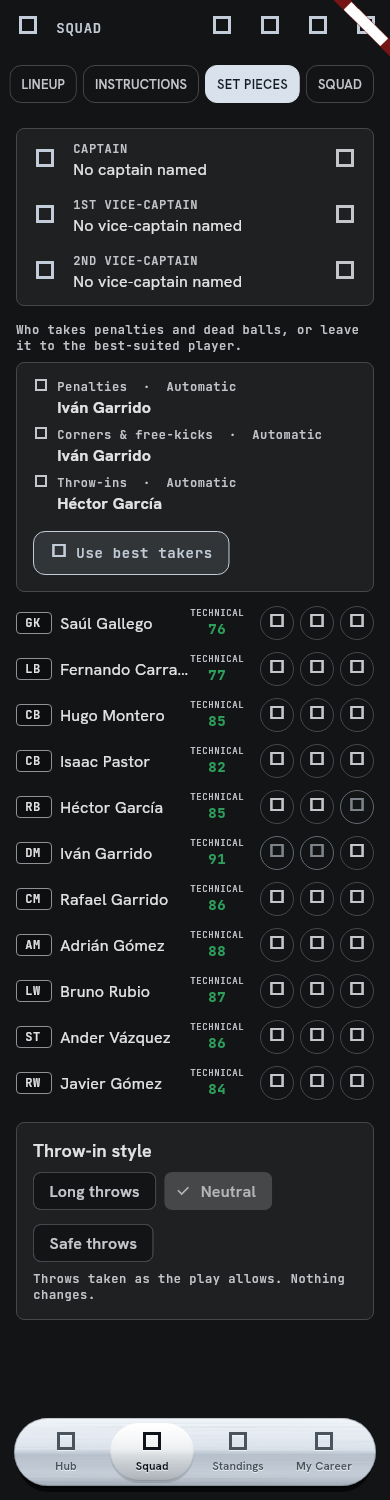 SQUAD
LINEUP
INSTRUCTIONS
SET PIECES
SQUAD
CAPTAIN
No captain named
1ST VICE-CAPTAIN
No vice-captain named
2ND VICE-CAPTAIN
No vice-captain named
Who takes penalties and dead balls, or leave
it to the best-suited player.
Penalties · Automatic
Iván Garrido
Corners & free-kicks · Automatic
Iván Garrido
Throw-ins · Automatic
Héctor García
Use best takers
GK Saúl Gallego TECHNICAL 76
LB Fernando Carra... TECHNICAL 77
CB Hugo Montero TECHNICAL 85
CB Isaac Pastor TECHNICAL 82
RB Héctor García TECHNICAL 85
DM Iván Garrido TECHNICAL 91
CM Rafael Garrido TECHNICAL 86
AM Adrián Gómez TECHNICAL 88
LW Bruno Rubio TECHNICAL 87
ST Ander Vázquez TECHNICAL 86
RW Javier Gómez TECHNICAL 84
Throw-in style
Long throws
Neutral
Safe throws
Throws taken as the play allows. Nothing
changes.
Hub
Squad
Standings
My Career